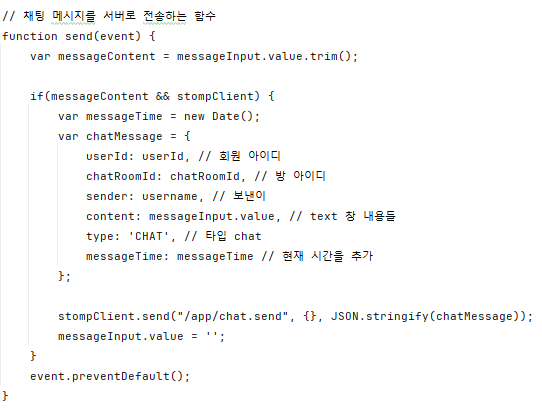 // 채팅 메시지를 서버로 전송하는 함수
function send(event) {
    var messageContent = messageInput.value.trim();

    if(messageContent && stompClient) {
        var messageTime = new Date();
        var chatMessage = {
            userId: userId, // 회원 아이디
            chatRoomId: chatRoomId, // 방 아이디
            sender: username, // 보낸이
            content: messageInput.value, // text 창 내용들
            type: 'CHAT', // 타입 chat
            messageTime: messageTime // 현재 시간을 추가
        };

        stompClient.send("/app/chat.send", {}, JSON.stringify(chatMessage));
        messageInput.value = '';
    }
    event.preventDefault();
}